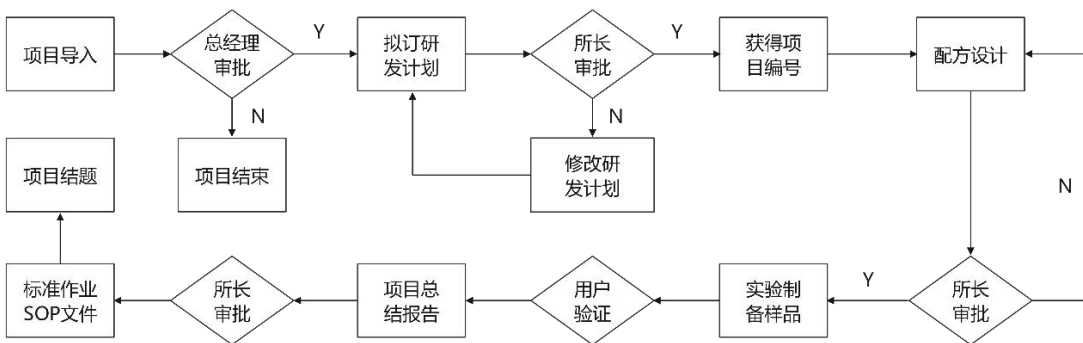 项目导入
总经理
审批
Y
拟订研
发计划
所长
审批
Y
获得项
目编号
配方设计
N
N
项目结题
项目结束
修改研
发计划
N
标准作业
SOP文件
所长
审批
项目总
结报告
用户
验证
实验制
备样品
Y
所长
审批